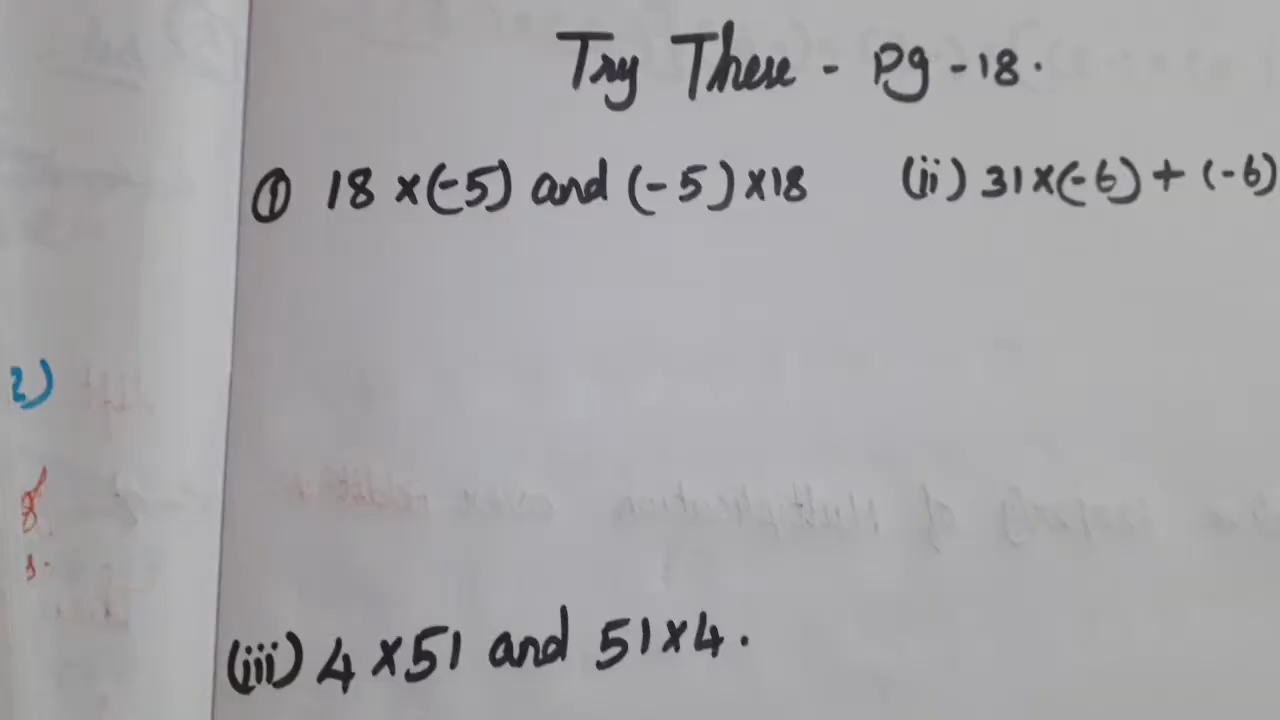 Try These - Pg - 18.
① 18 × (-5) and (-5) × 18 (ii) 31 × (-6) + (-6)
2)
8.
(iii) 4 × 51 and 51 × 4.